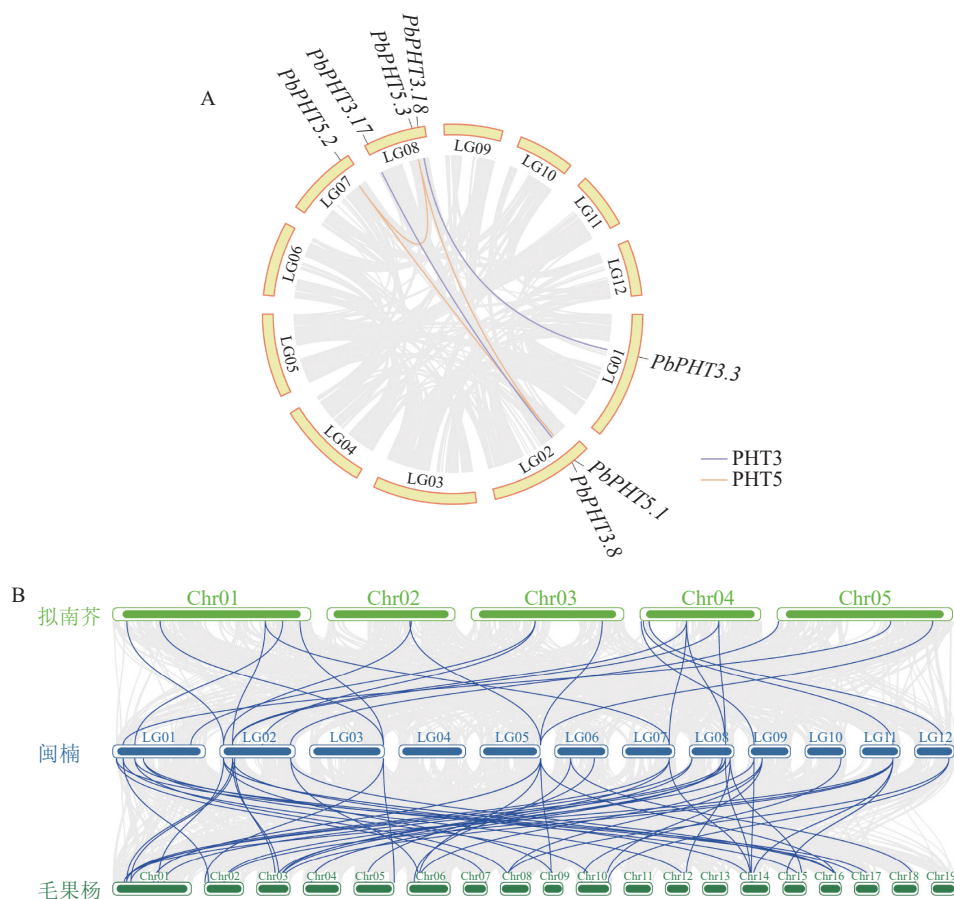 A
PbPHT5.2
PbPHT3.17
PbPHT5.3
PbPHT3.18
LG07
LG08
LG09
LG10
LG11
LG12
LG06
LG05
LG04
LG03
LG02
LG01
PbPHT3.3
PbPHT5.1
PbPHT3.8
PHT3
PHT5
B
拟南芥
Chr01 Chr02 Chr03 Chr04 Chr05
闽楠
LG01 LG02 LG03 LG04 LG05 LG06 LG07 LG08 LG09 LG10 LG11 LG12
毛果杨
Chr01 Chr02 Chr03 Chr04 Chr05 Chr06 Chr07 Chr08 Chr09 Chr10 Chr11 Chr12 Chr13 Chr14 Chr15 Chr16 Chr17 Chr18 Chr19